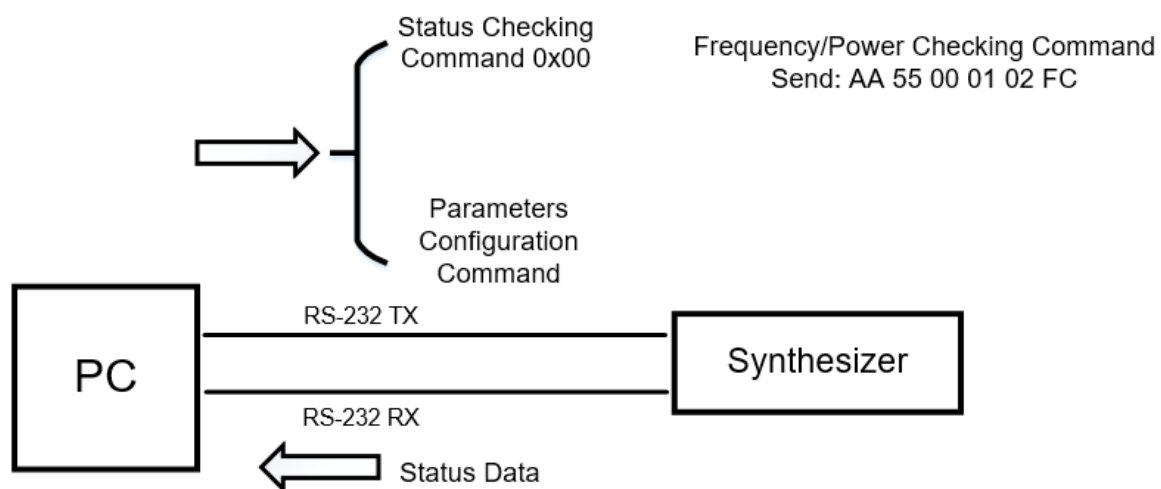 Status Checking
Command 0x00
Frequency/Power Checking Command
Send: AA 55 00 01 02 FC
Parameters
Configuration
Command
RS-232 TX
PC
Synthesizer
RS-232 RX
Status Data